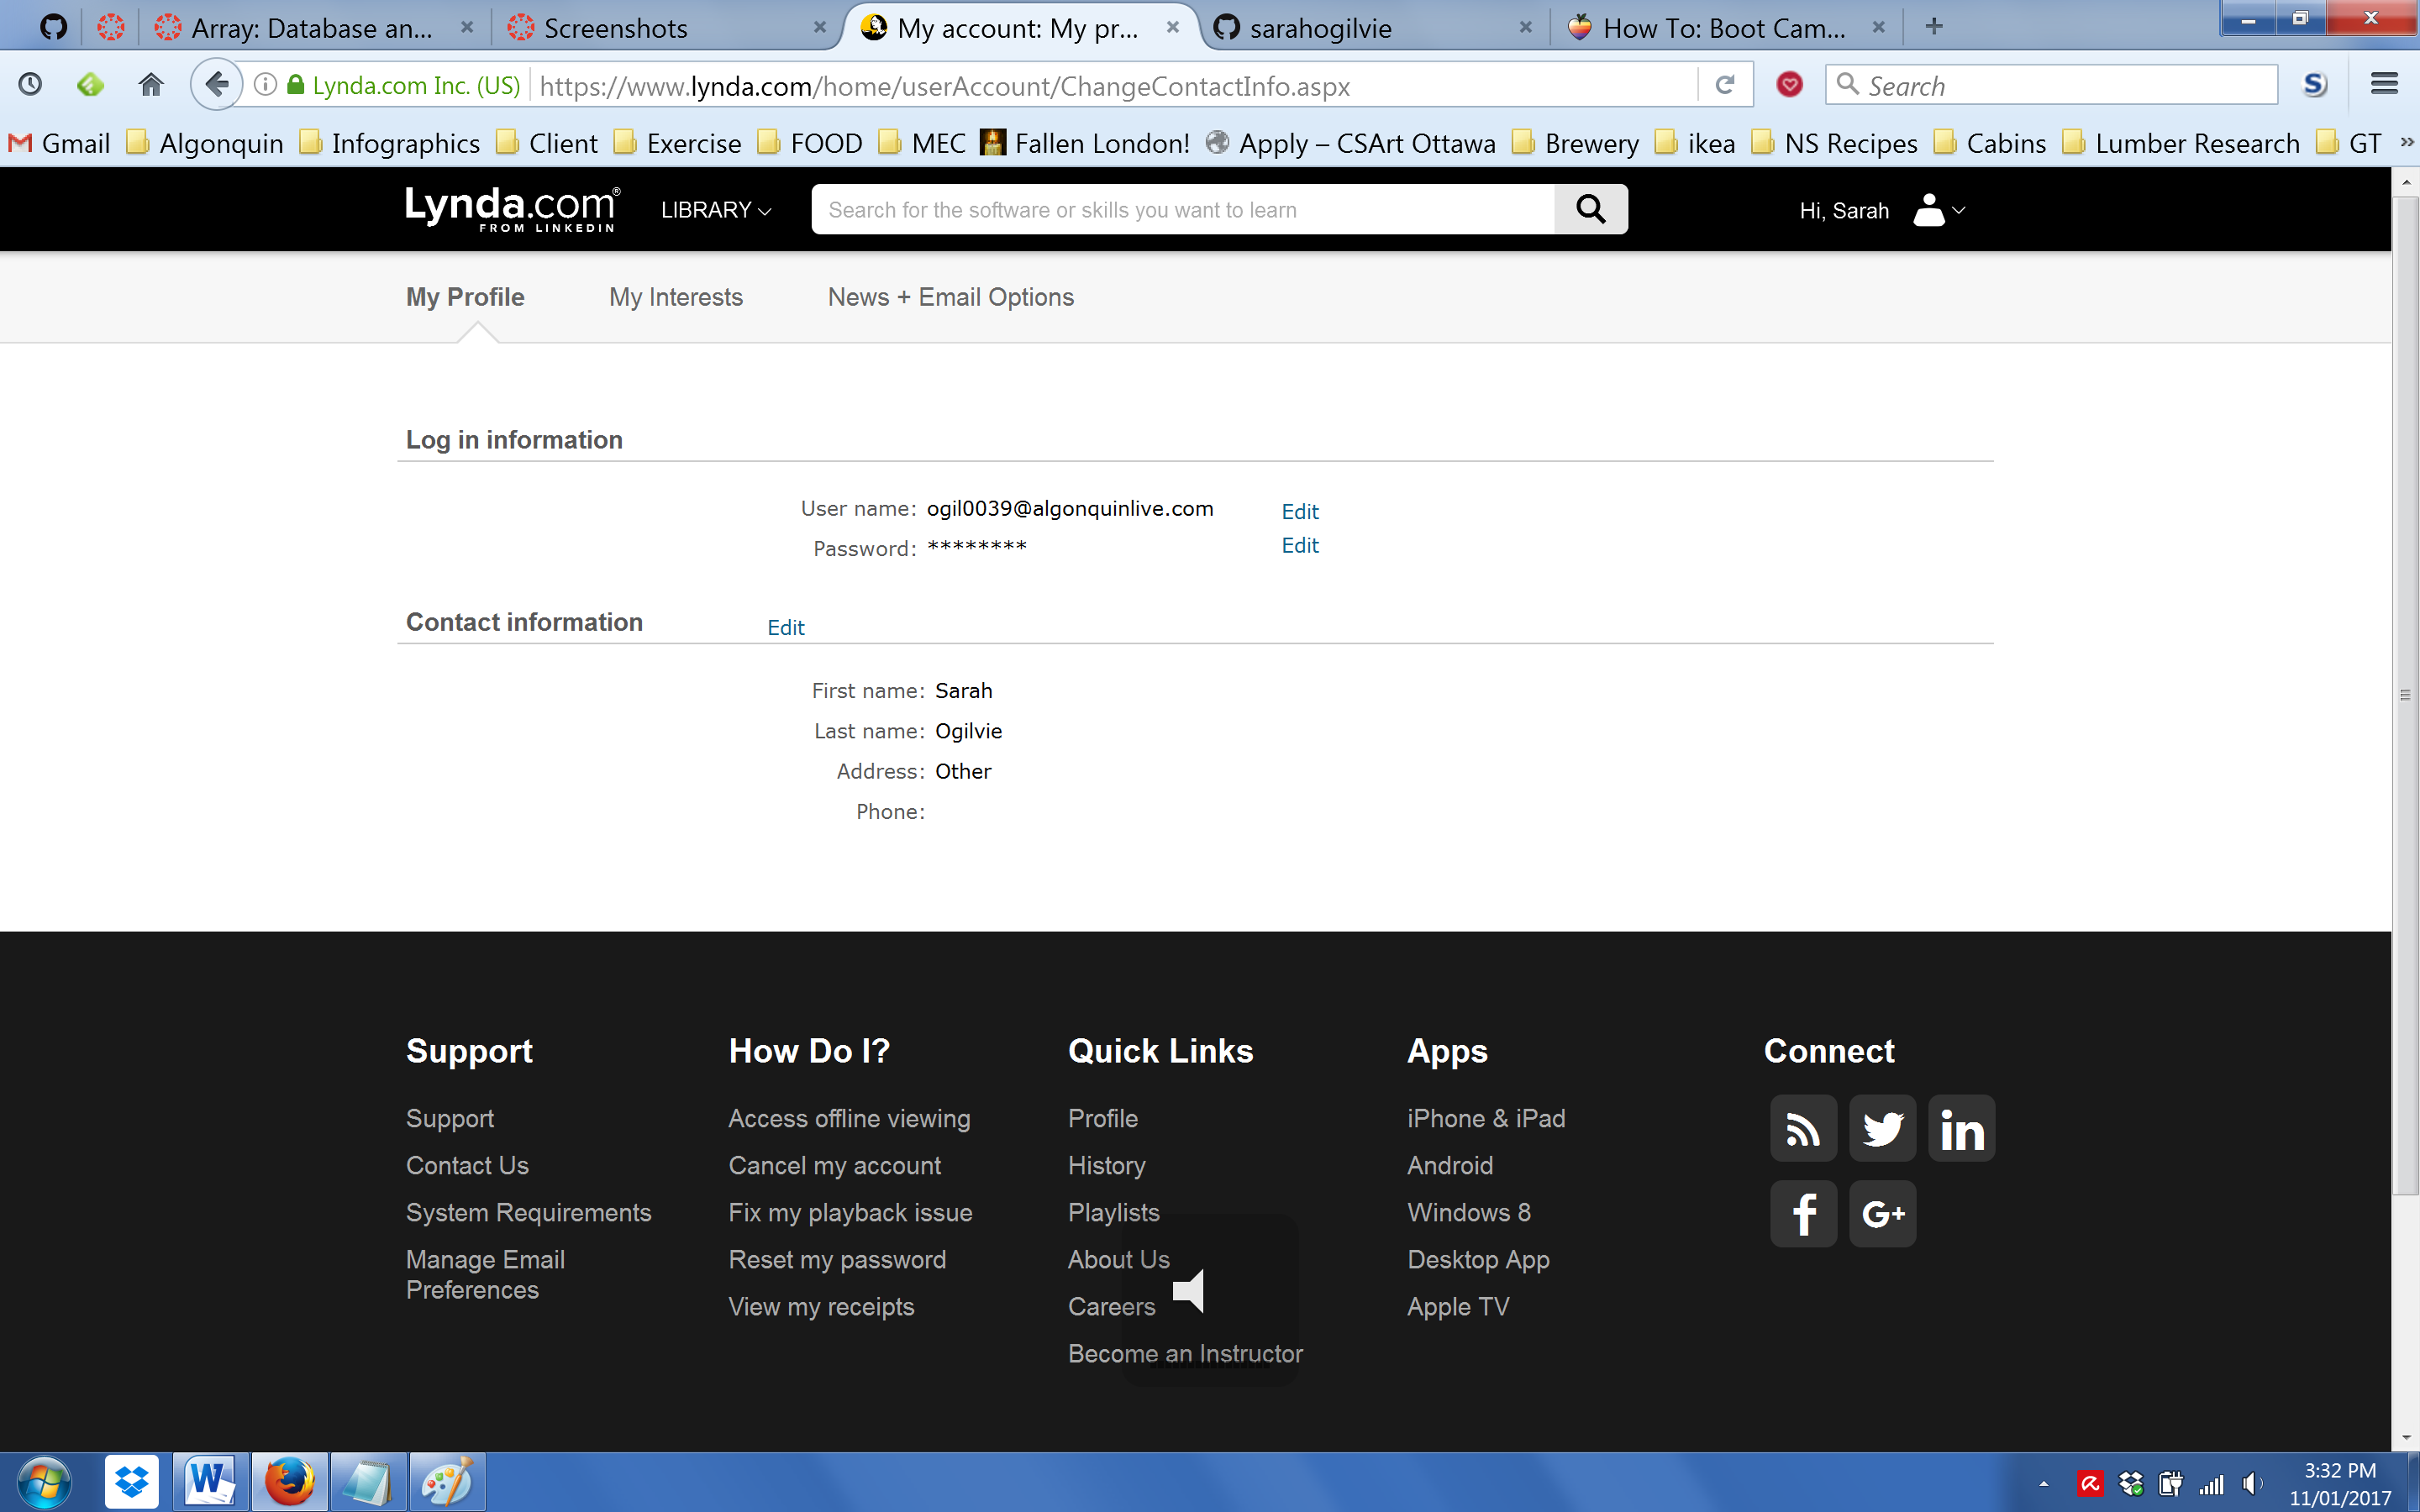 Array: Database an...
Screenshots
My account: My pr...
sarahogilvie
How To: Boot Cam...
Lynda.com Inc. (US)
https://www.lynda.com/home/userAccount/ChangeContactInfo.aspx
Search
S
Gmail
Algonquin
Infographics
Client
Exercise
FOOD
MEC
Fallen London!
Apply – CSArt Ottawa
Brewery
ikea
NS Recipes
Cabins
Lumber Research
GT
»
Lynda.com®
FROM LINKEDIN
LIBRARY
Search for the software or skills you want to learn
Hi, Sarah
My Profile
My Interests
News + Email Options
Log in information
User name: ogil0039@algonquinlive.com Edit
Password: ******** Edit
Contact information Edit
First name: Sarah
Last name: Ogilvie
Address: Other
Phone:
Support
Support
Contact Us
System Requirements
Manage Email
Preferences
How Do I?
Access offline viewing
Cancel my account
Fix my playback issue
Reset my password
View my receipts
Quick Links
Profile
History
Playlists
About Us
Careers
Become an Instructor
Apps
iPhone & iPad
Android
Windows 8
Desktop App
Apple TV
Connect
in
f
G+
W
3:32 PM
11/01/2017